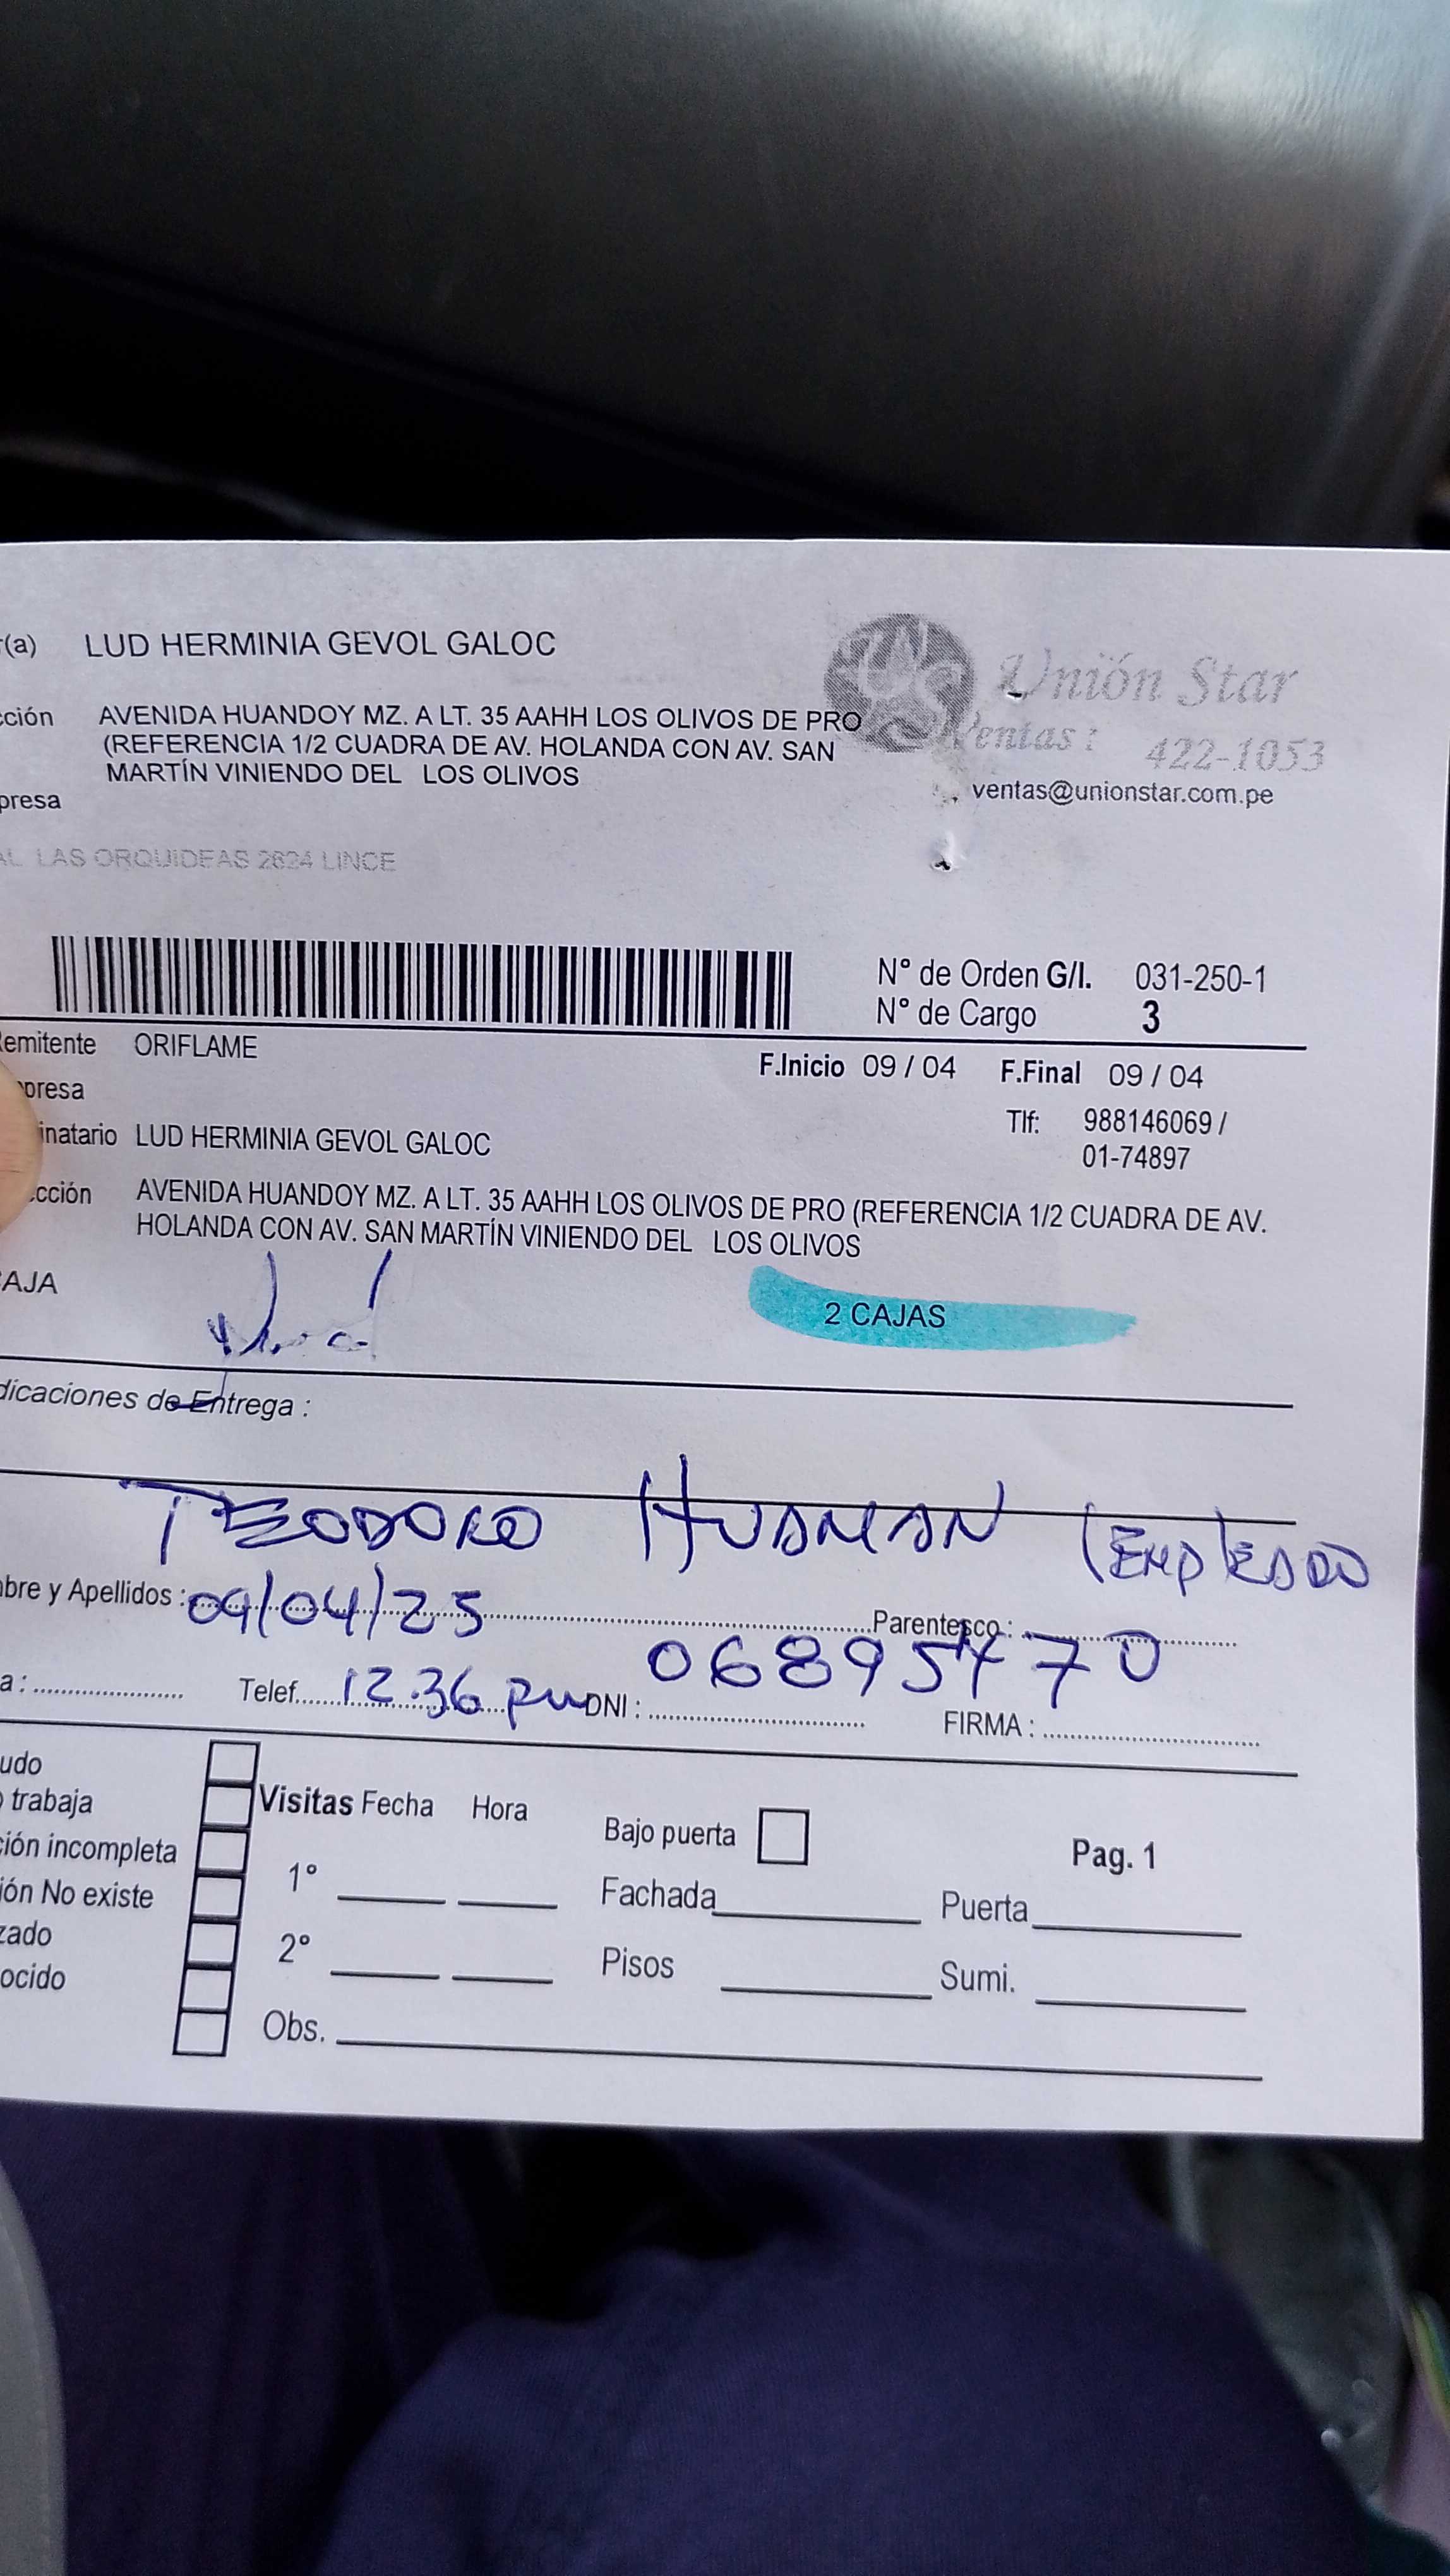 r(a) LUD HERMINIA GEVOL GALOC
cción AVENIDA HUANDOY MZ. A LT. 35 AAHH LOS OLIVOS DE PRO
(REFERENCIA 1/2 CUADRA DE AV. HOLANDA CON AV. SAN
MARTÍN VINIENDO DEL LOS OLIVOS
presa
Unión Star
Ventas : 422-1053
ventas@unionstar.com.pe
AL LAS ORQUIDEAS 2624 LINCE
N° de Orden G/I. 031-250-1
N° de Cargo 3
Remitente ORIFLAME
F.Inicio 09 / 04 F.Final 09 / 04
presa
Tlf: 988146069 /
01-74897
inatario LUD HERMINIA GEVOL GALOC
cción AVENIDA HUANDOY MZ. A LT. 35 AAHH LOS OLIVOS DE PRO (REFERENCIA 1/2 CUADRA DE AV.
HOLANDA CON AV. SAN MARTÍN VINIENDO DEL LOS OLIVOS
CAJA
2 CAJAS
dicaciones de Entrega :
TEODORO HUAMAN (EMPLEADO
bre y Apellidos : 09/04/25 Parentesco :
a : Telef. 12.36 pm DNI : 06895470 FIRMA :
udo
o trabaja
ción incompleta
ión No existe
zado
ocido
Visitas Fecha Hora
1°
2°
Obs.
Bajo puerta
Fachada
Pisos
Pag. 1
Puerta
Sumi.